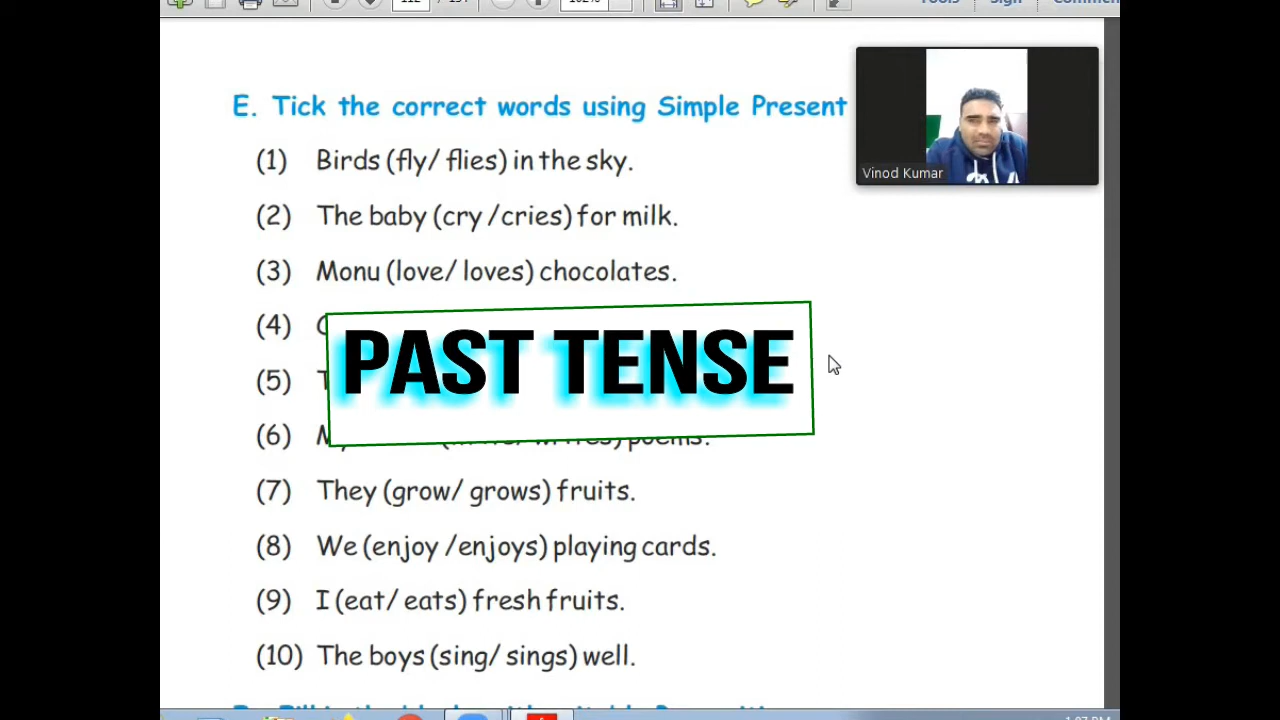 E. Tick the correct words using Simple Present
Vinod Kumar
(1) Birds (fly/ flies) in the sky.
(2) The baby (cry /cries) for milk.
(3) Monu (love/ loves) chocolates.
(4)
PAST TENSE
(5)
(6) poems.
(7) They (grow/ grows) fruits.
(8) We (enjoy /enjoys) playing cards.
(9) I (eat/ eats) fresh fruits.
(10) The boys (sing/ sings) well.